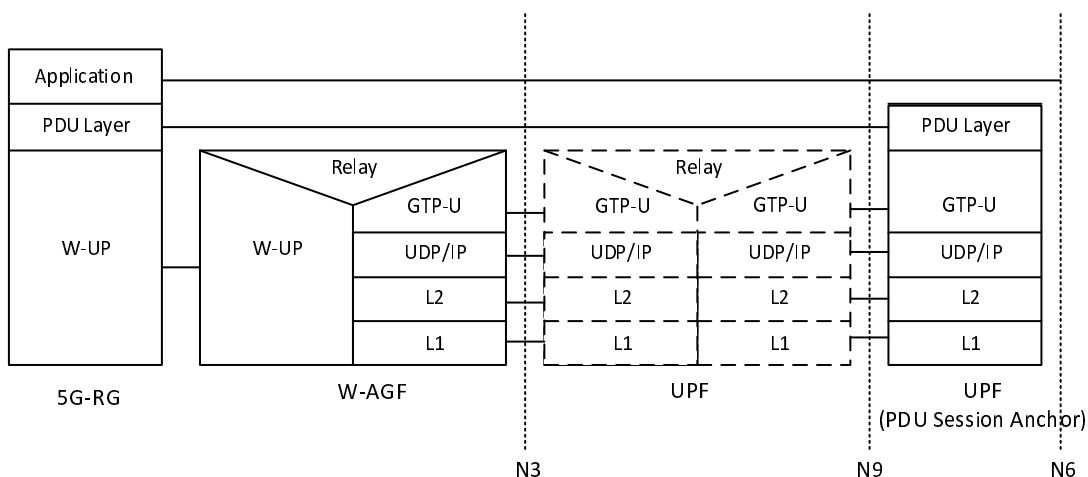 Application
PDU Layer
W-UP
5G-RG
Relay
W-UP
GTP-U
UDP/IP
L2
L1
W-AGF
N3
Relay
GTP-U
GTP-U
UDP/IP
UDP/IP
L2
L2
L1
L1
UPF
N9
PDU Layer
GTP-U
UDP/IP
L2
L1
UPF
(PDU Session Anchor)
N6